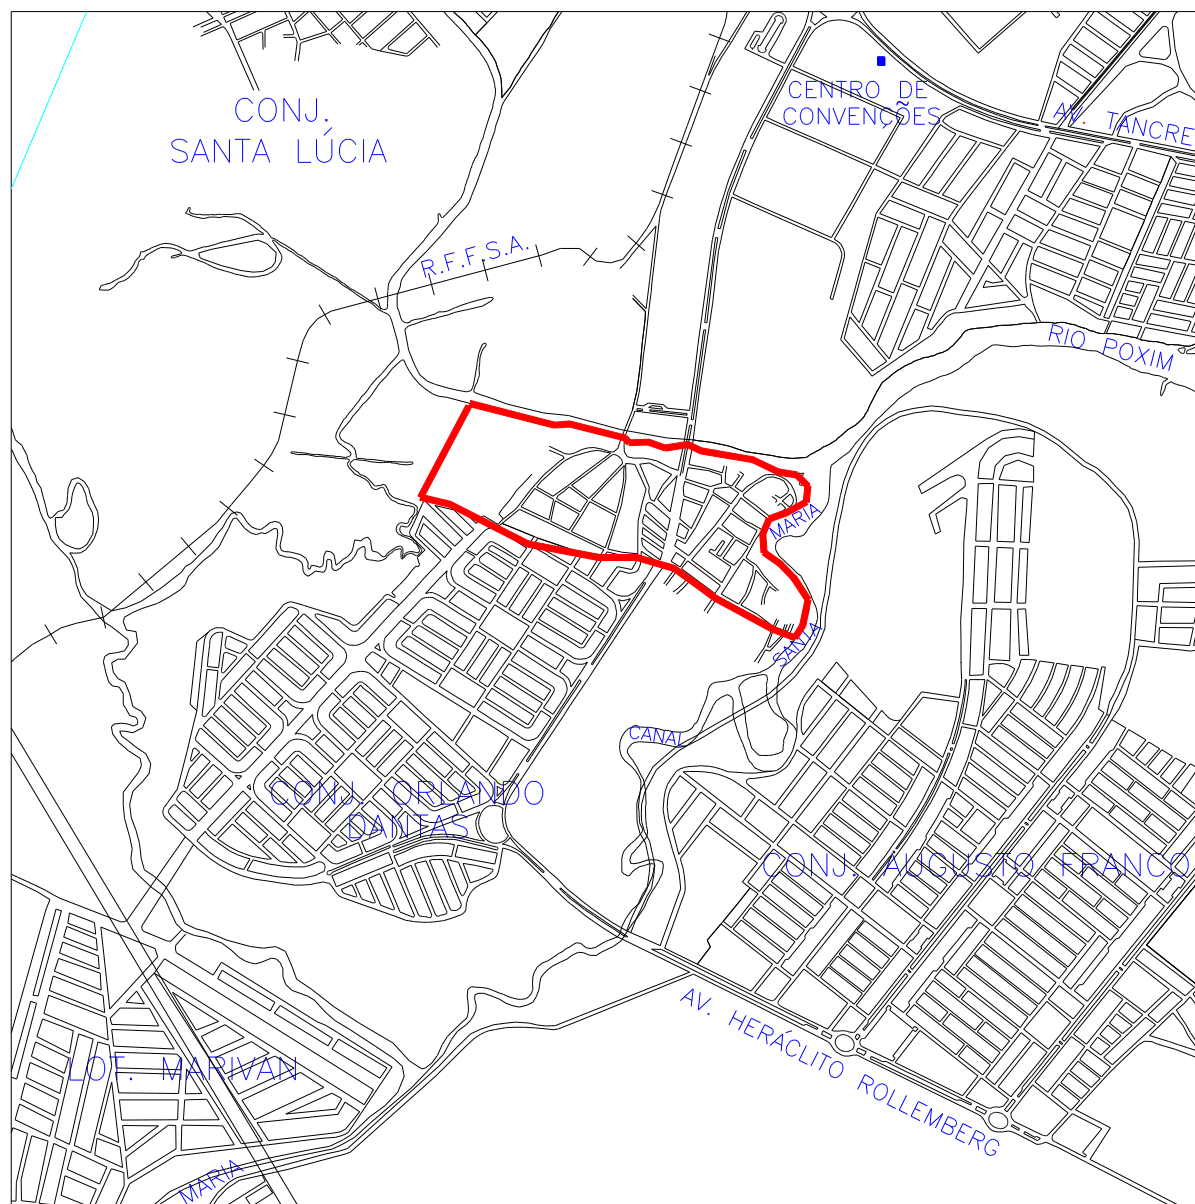 CENTRO DE
CONVENÇÕES
CONJ.
SANTA LÚCIA
AV. TANCRE
R.F.F.S.A.
RIO POXIM
MARIA
SANTA
CANAL
CONJ. ORLANDO
DANTAS
CONJ. AUGUSTO FRANCO
AV. HERÁCLITO ROLLEMBERG
LOT. MARIVAN
MARIA